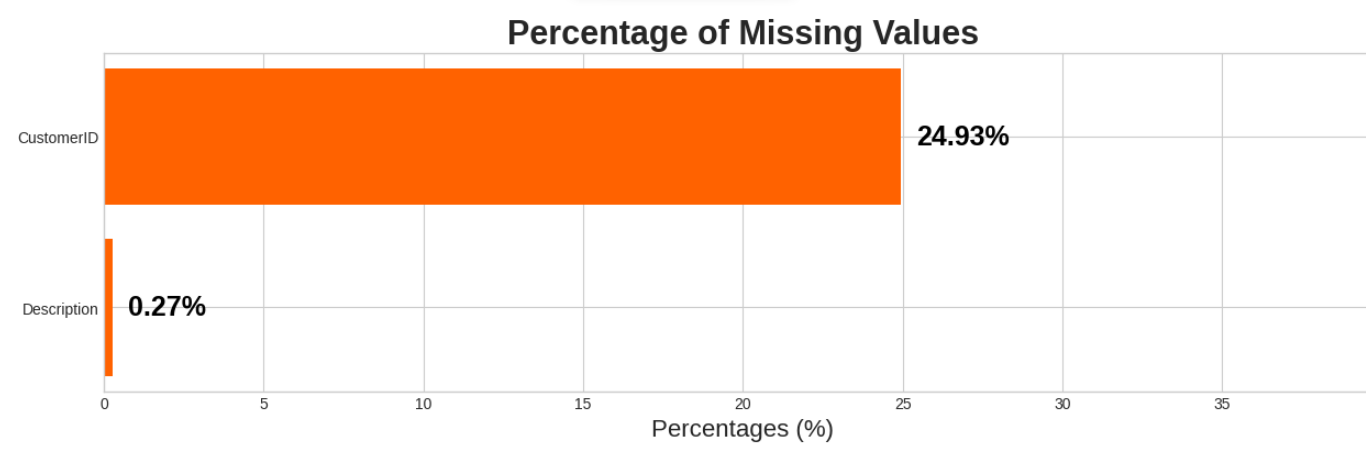 Percentage of Missing Values
CustomerID
24.93%
Description
0.27%
0 5 10 15 20 25 30 35
Percentages (%)